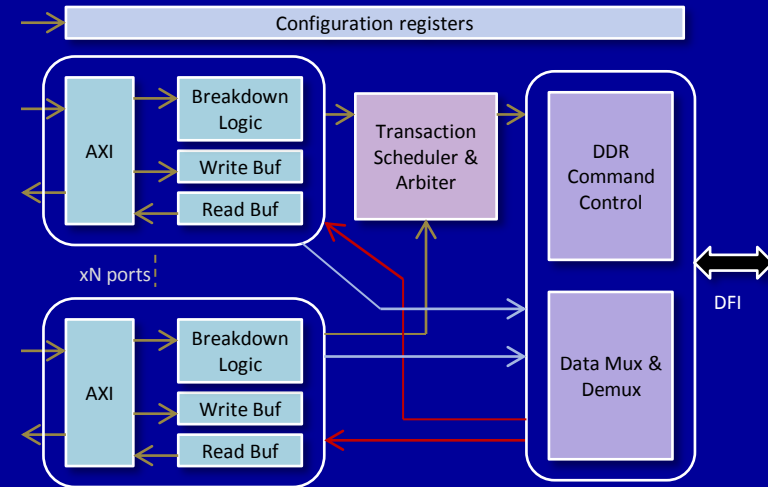 Configuration registers
AXI
Breakdown
Logic
Write Buf
Read Buf
Transaction
Scheduler &
Arbiter
DDR
Command
Control
xN ports
DFI
AXI
Breakdown
Logic
Write Buf
Read Buf
Data Mux &
Demux